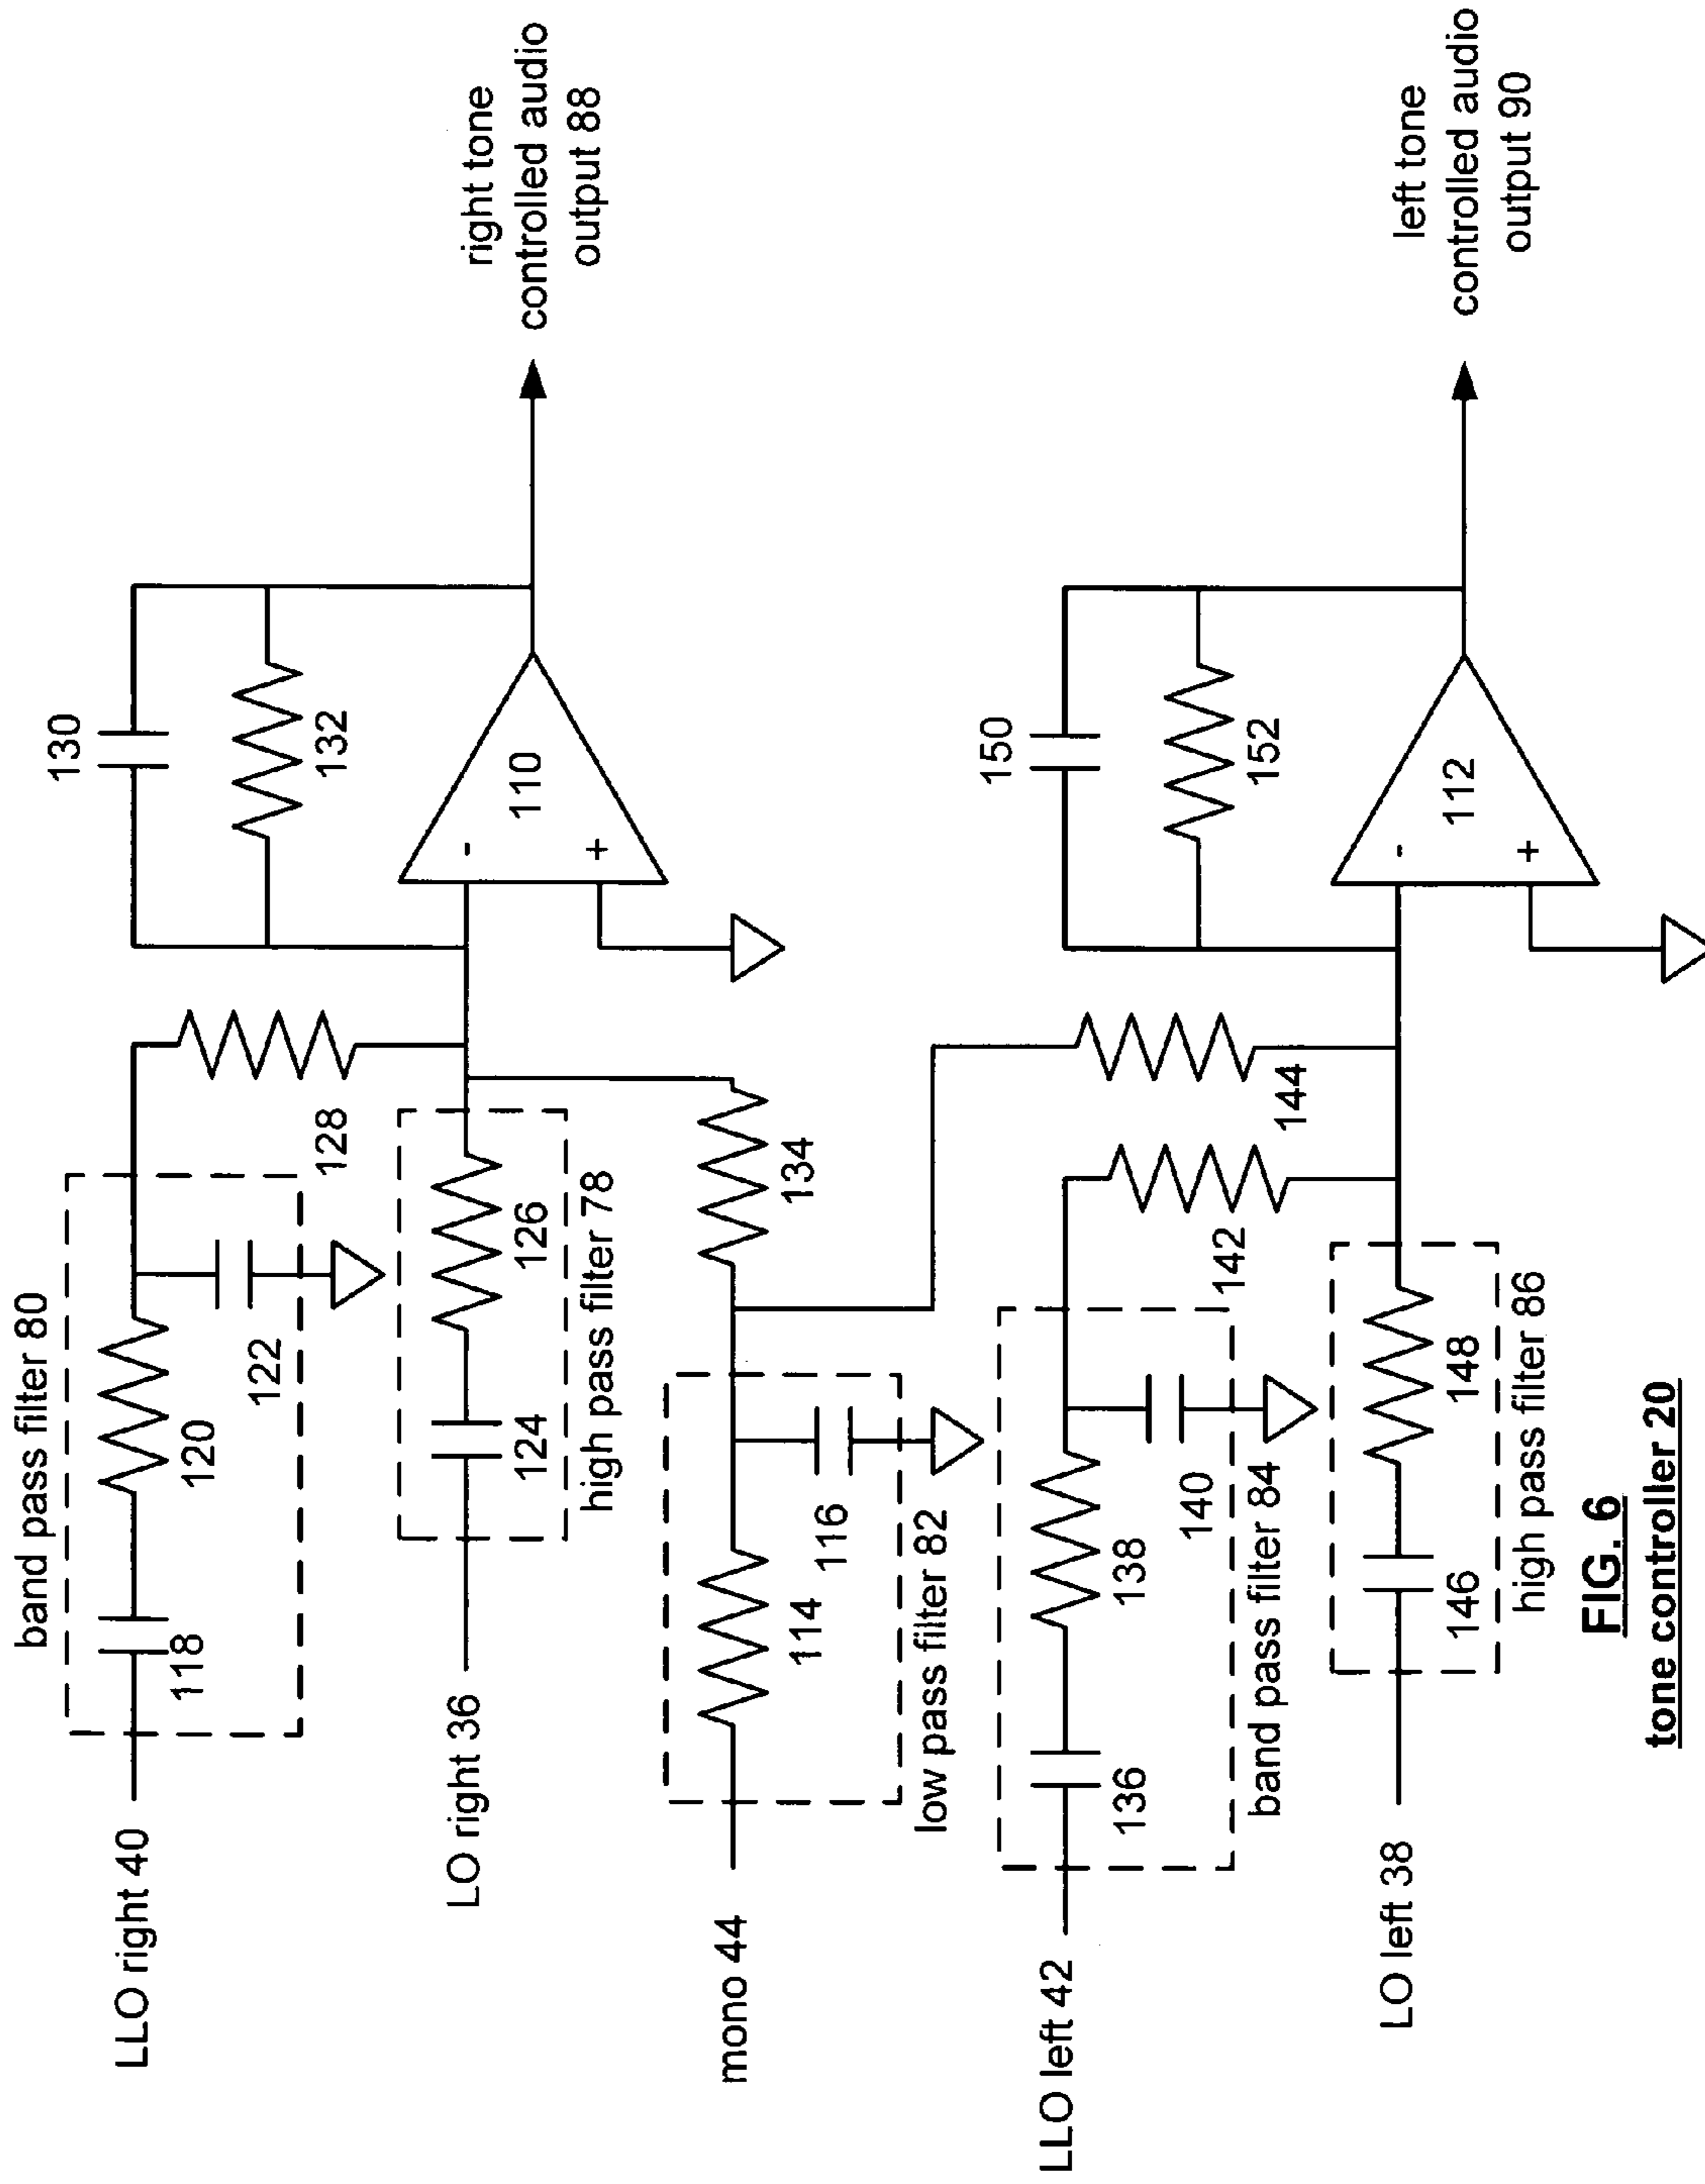 band pass filter 80
130
LLO right 40
118
120
122
128
132
LO right 36
124
126
high pass filter 78
110
-
+
right tone
controlled audio
output 88
mono 44
114
116
134
low pass filter 82
LLO left 42
136
138
140
142
144
band pass filter 84
150
152
LO left 38
146
148
high pass filter 86
112
-
+
left tone
controlled audio
output 90
FIG. 6
tone controller 20